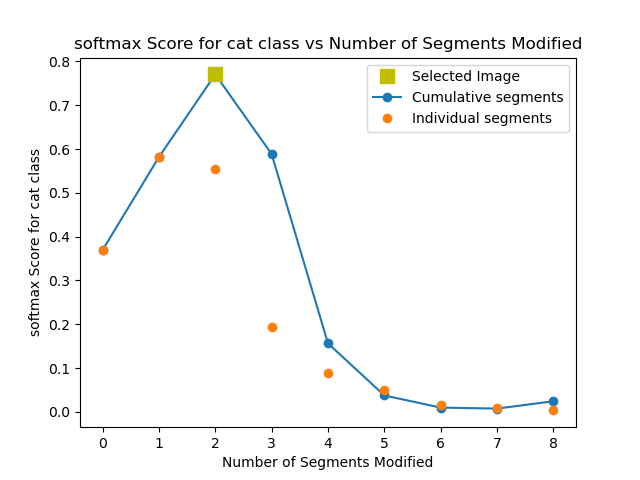 softmax Score for cat class vs Number of Segments Modified
Selected Image
Cumulative segments
Individual segments
softmax Score for cat class
0.8
0.7
0.6
0.5
0.4
0.3
0.2
0.1
0.0
0 1 2 3 4 5 6 7 8
Number of Segments Modified